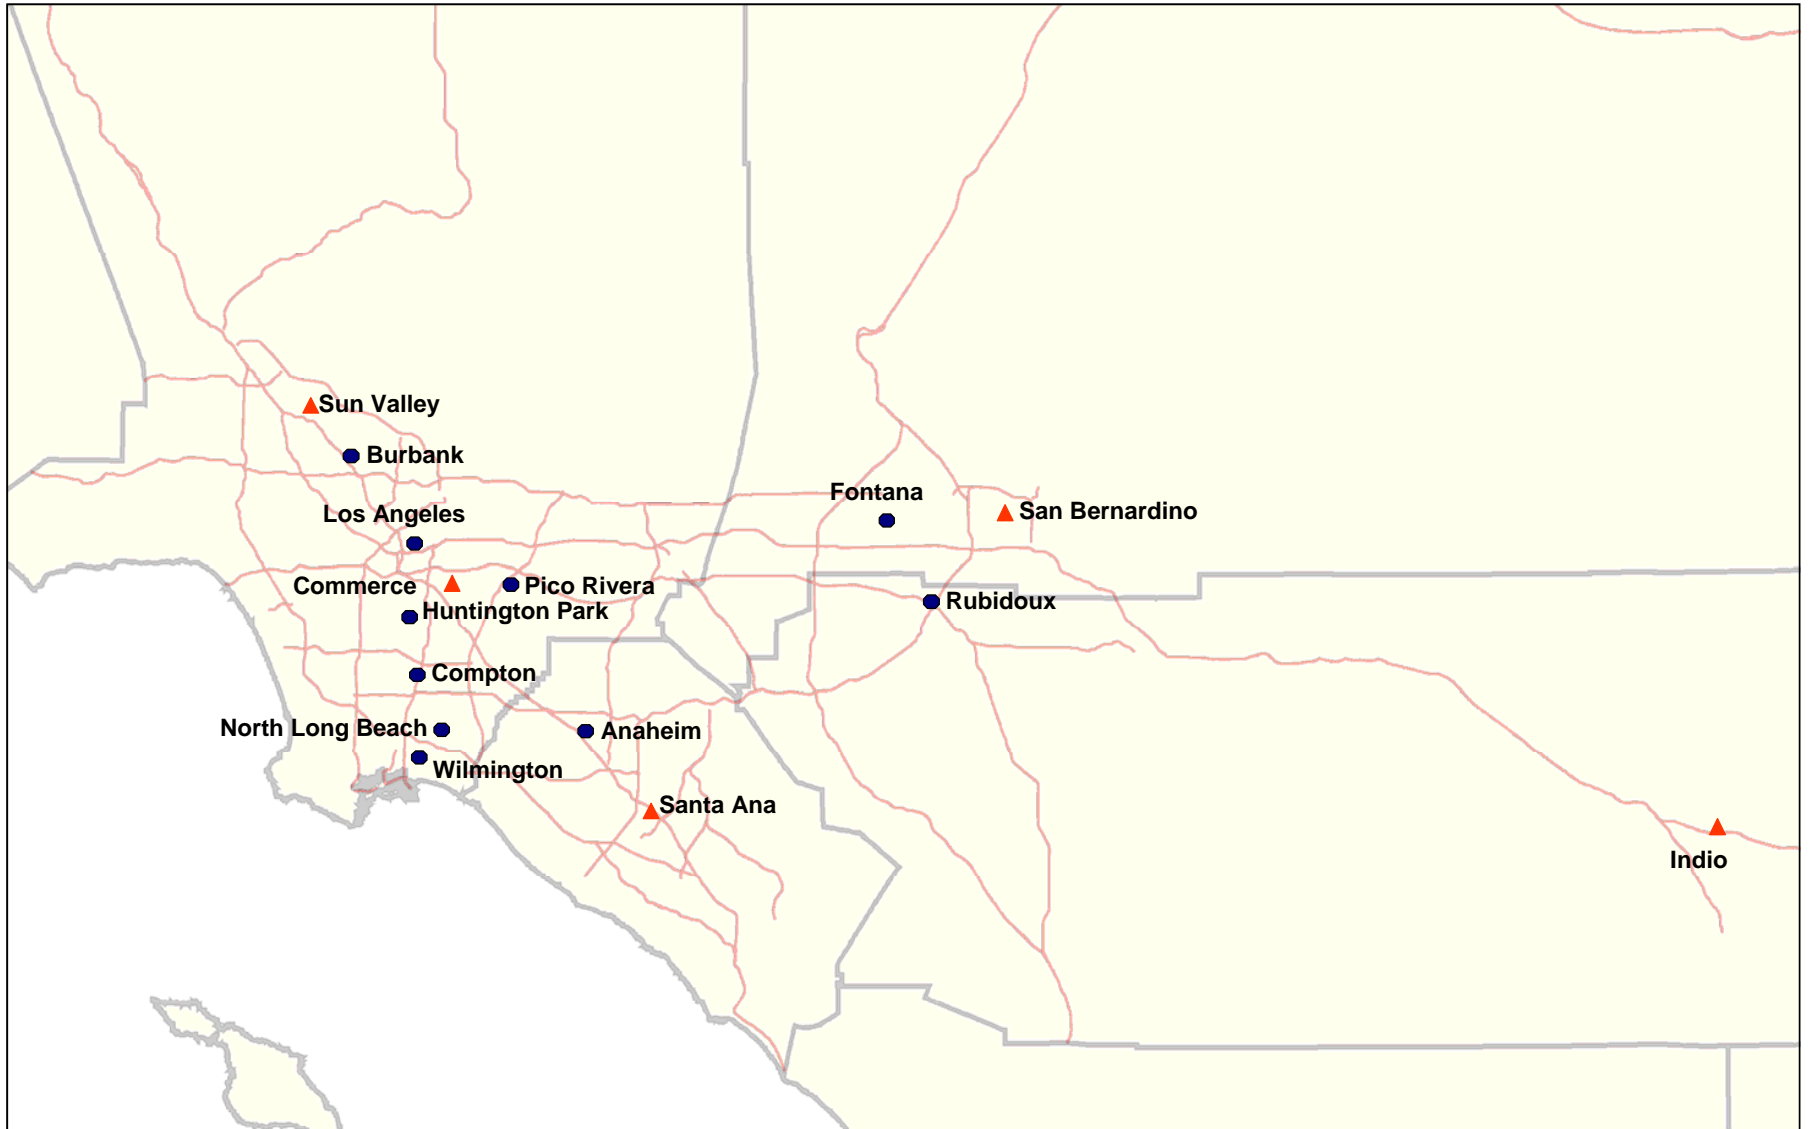 Sun Valley
Burbank
Fontana
Los Angeles
San Bernardino
Commerce
Pico Rivera
Huntington Park
Rubidoux
Compton
North Long Beach
Anaheim
Wilmington
Santa Ana
Indio